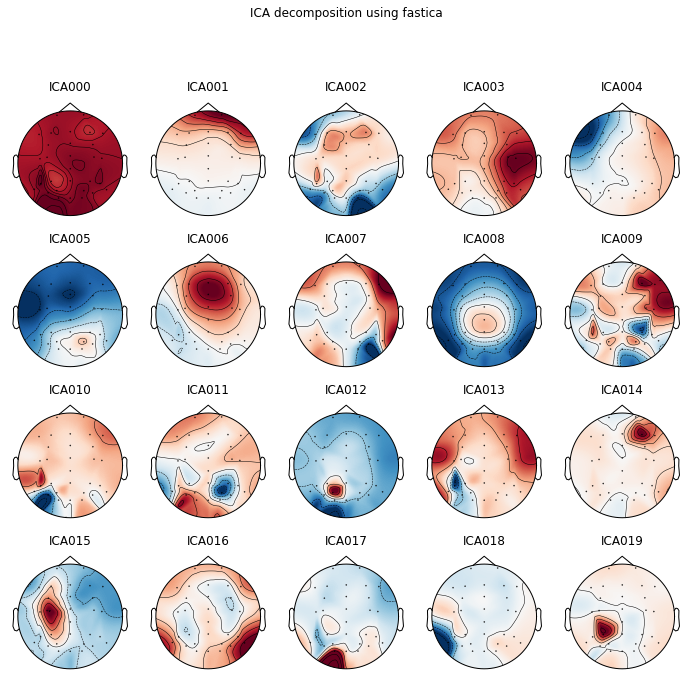 ICA decomposition using fastica
ICA000 ICA001 ICA002 ICA003 ICA004
ICA005 ICA006 ICA007 ICA008 ICA009
ICA010 ICA011 ICA012 ICA013 ICA014
ICA015 ICA016 ICA017 ICA018 ICA019